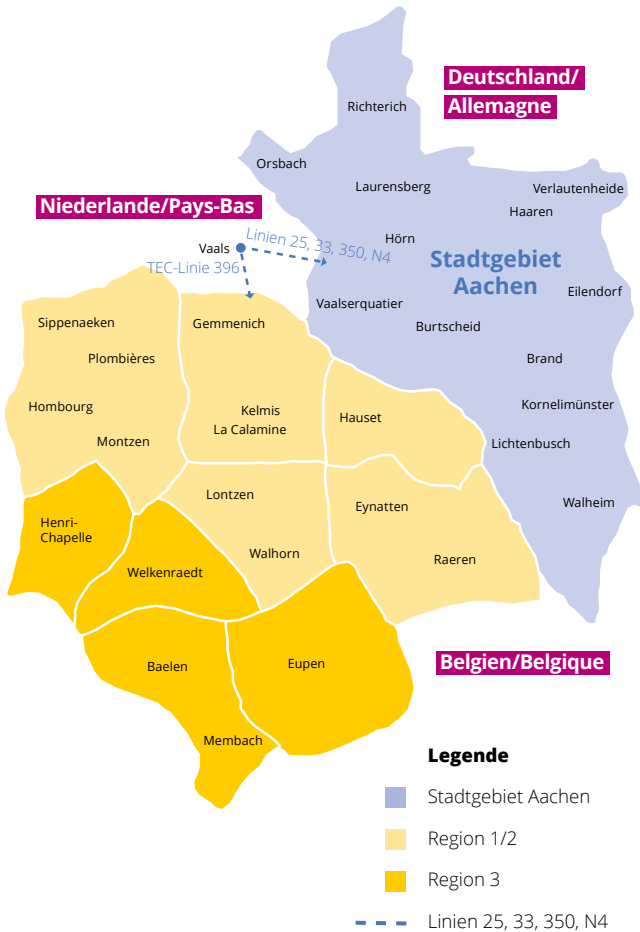 Deutschland/
Allemagne
Richterich
Orsbach
Laurensberg
Verlautenheide
Niederlande/Pays-Bas
Haaren
Vaals
Linien 25, 33, 350, N4
Hörn
Stadtgebiet
Aachen
TEC-Linie 396
Eilendorf
Vaalserquatier
Sippenaeken
Gemmenich
Burtscheid
Plombières
Brand
Hombourg
Kelmis
La Calamine
Hauset
Kornelimünster
Montzen
Lichtenbusch
Lontzen
Eynatten
Walheim
Henri-
Chapelle
Walhorn
Raeren
Welkenraedt
Baelen
Eupen
Belgien/Belgique
Membach
Legende
Stadtgebiet Aachen
Region 1/2
Region 3
Linien 25, 33, 350, N4